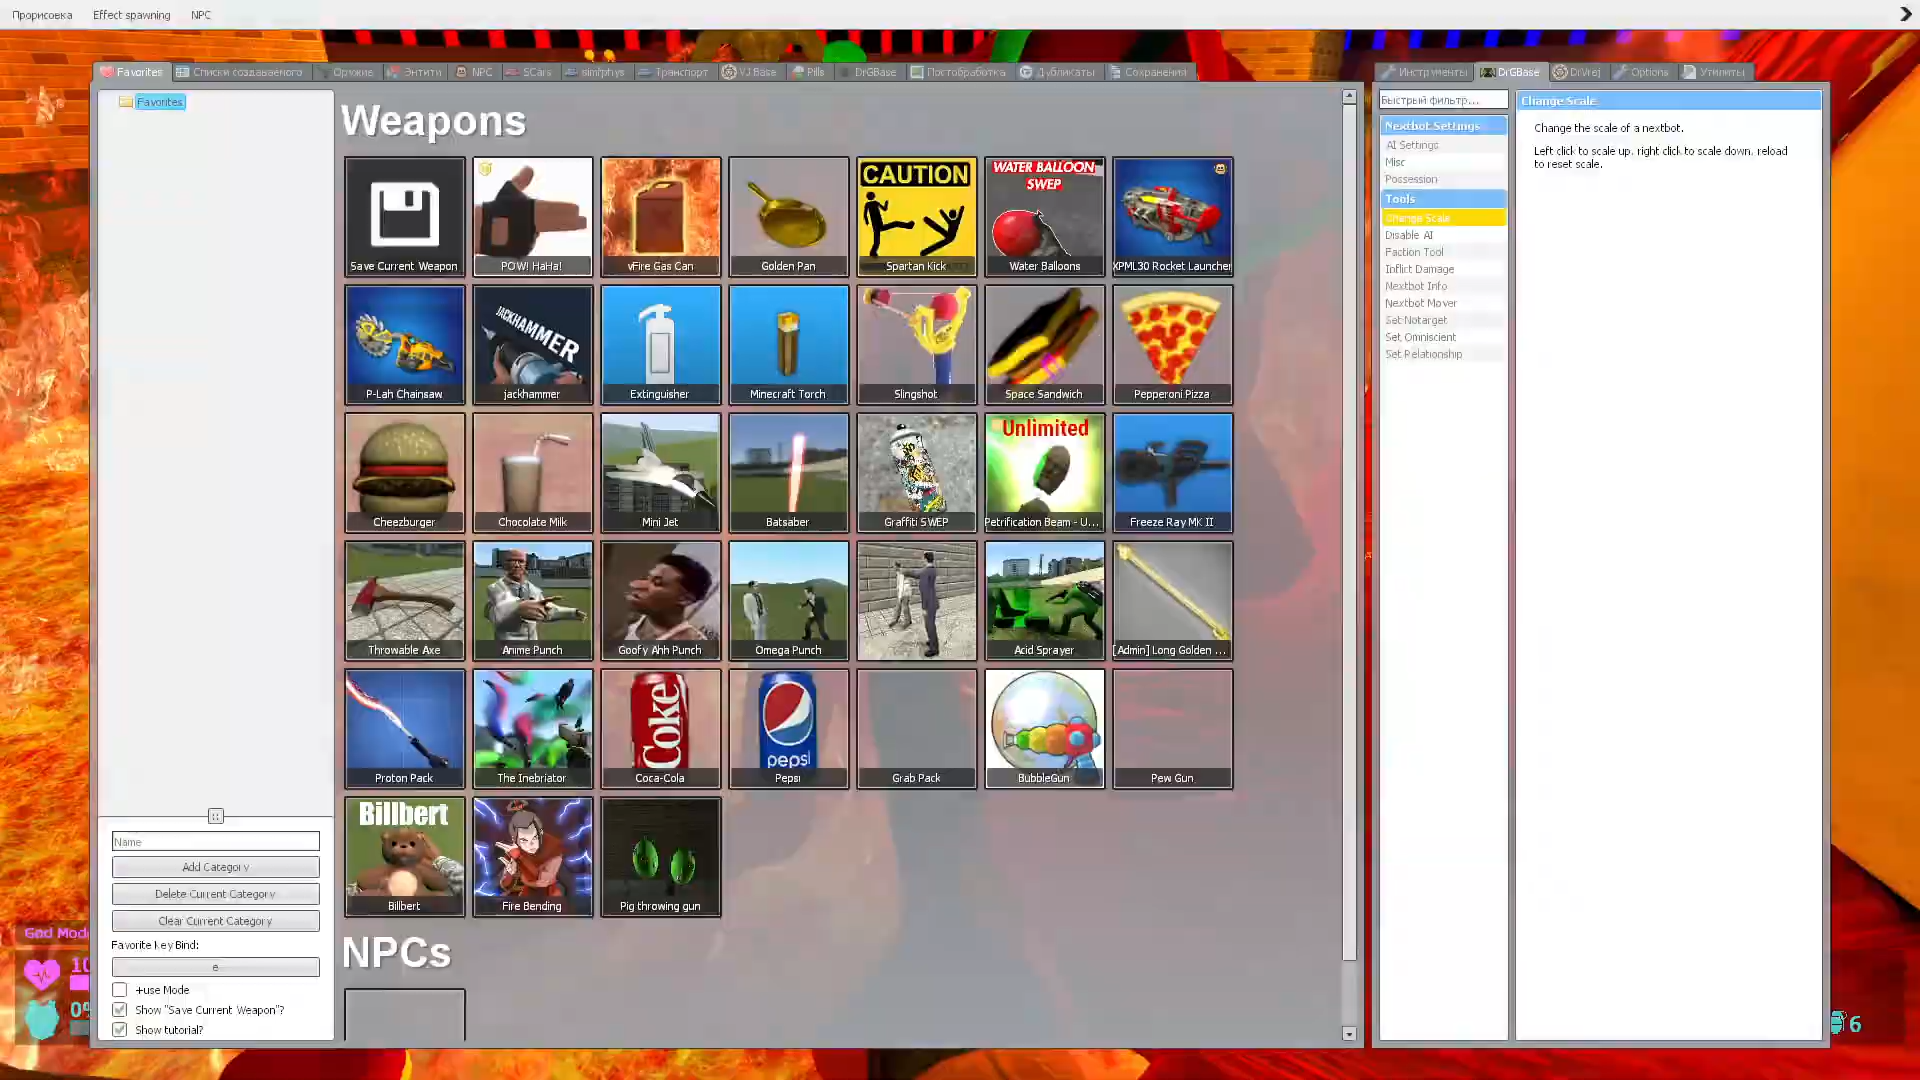 Прорисовка Effect spawning NPC
Favorites Списки создаваемого Оружие Энтити NPC SCars simfphys Транспорт VJ Base Pills DrGBase Постобработка Дубликаты Сохранения
Инструменты DrGBase DrVrej Options Утилиты
Favorites
Weapons
Save Current Weapon
POW! HaHa!
vFire Gas Can
Golden Pan
CAUTION
Spartan Kick
WATER BALLOON
SWEP
Water Balloons
XPML30 Rocket Launcher
P-Lah Chainsaw
JACKHAMMER
jackhammer
Extinguisher
Minecraft Torch
Slingshot
Space Sandwich
Pepperoni Pizza
Cheezburger
Chocolate Milk
Mini Jet
Batsaber
Graffiti SWEP
Unlimited
Petrification Beam - U...
Freeze Ray MK II
Throwable Axe
Anime Punch
Goofy Ahh Punch
Omega Punch
Acid Sprayer
[Admin] Long Golden ...
Proton Pack
The Inebriator
Coke
Coca-Cola
pepsi
Pepsi
Grab Pack
BubbleGun
Pew Gun
Billbert
Billbert
Fire Bending
Pig throwing gun
NPCs
Name
Add Category
Delete Current Category
Clear Current Category
Favorite Key Bind:
e
+use Mode
Show "Save Current Weapon"?
Show tutorial?
Быстрый фильтр...
Nextbot Settings
AI Settings
Misc
Possession
Tools
Change Scale
Disable AI
Faction Tool
Inflict Damage
Nextbot Info
Nextbot Mover
Set Notarget
Set Omniscient
Set Relationship
Change Scale
Change the scale of a nextbot.
Left click to scale up, right click to scale down, reload
to reset scale.
God Mode
10
0%
6